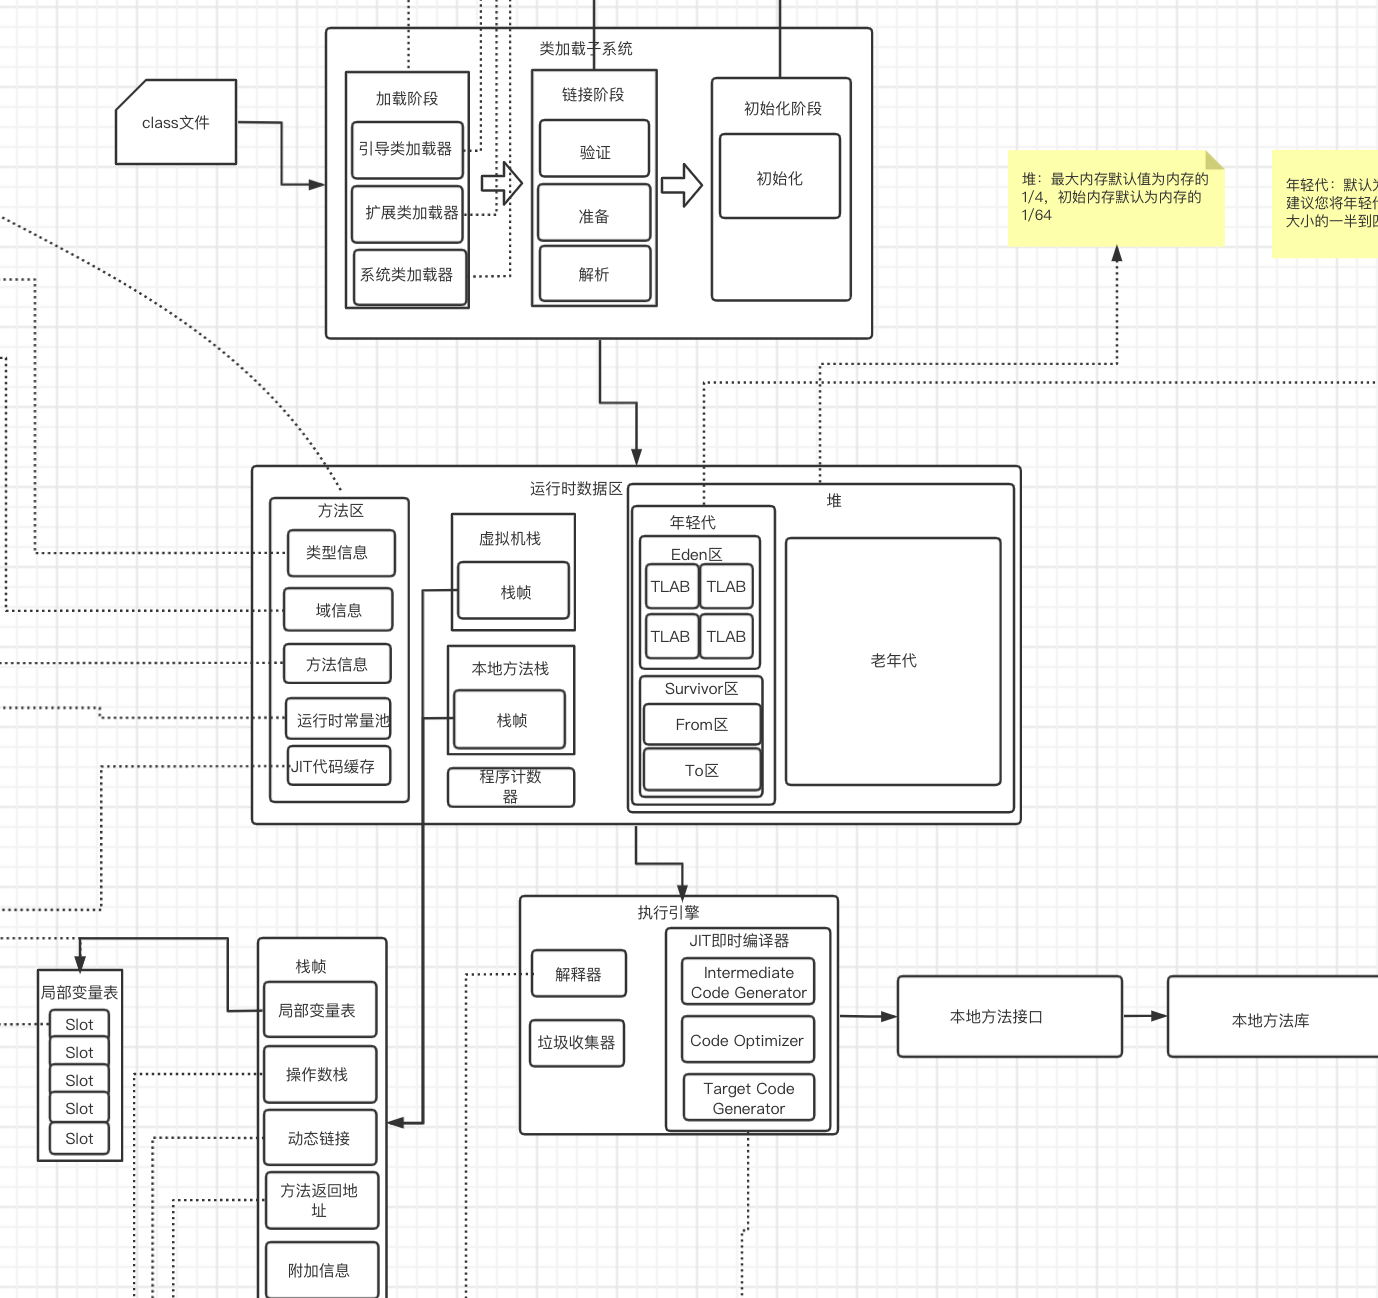 类加载子系统
加载阶段
引导类加载器
扩展类加载器
系统类加载器
链接阶段
验证
准备
解析
初始化阶段
初始化
class文件
堆：最大内存默认值为内存的
1/4，初始内存默认为内存的
1/64
年轻代：默认为
建议您将年轻代
大小的一半到四
运行时数据区
方法区
类型信息
域信息
方法信息
运行时常量池
JIT代码缓存
虚拟机栈
栈帧
本地方法栈
栈帧
程序计数
器
堆
年轻代
Eden区
TLAB
TLAB
TLAB
TLAB
Survivor区
From区
To区
老年代
执行引擎
解释器
垃圾收集器
JIT即时编译器
Intermediate
Code Generator
Code Optimizer
Target Code
Generator
本地方法接口
本地方法库
局部变量表
Slot
Slot
Slot
Slot
Slot
栈帧
局部变量表
操作数栈
动态链接
方法返回地
址
附加信息